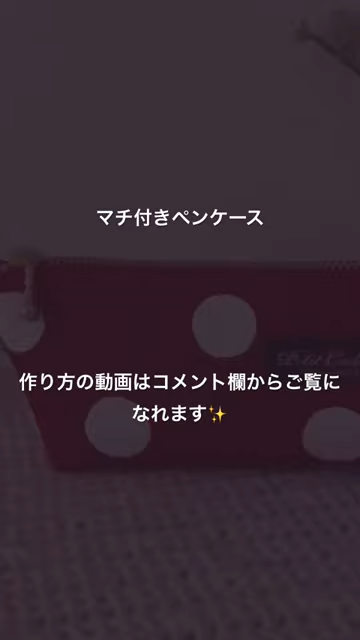 マチ付きペンケース
作り方の動画はコメント欄からご覧に
なれます✨